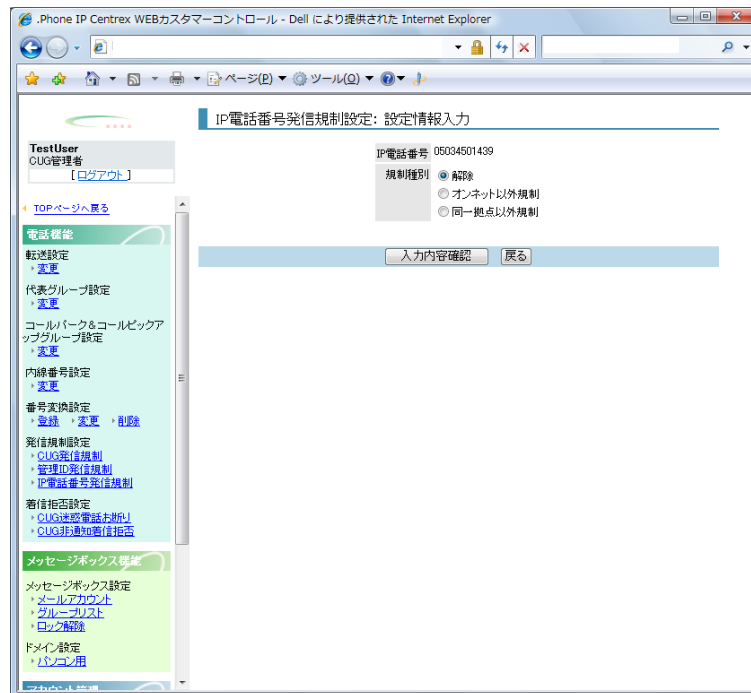 .Phone IP Centrex WEBカスタマーコントロール - Dell により提供された Internet Explorer
ページ(P) ツール(O)
IP電話番号発信規制設定: 設定情報入力
TestUser
CUG管理者
[ログアウト]
TOPページへ戻る
電話機能
転送設定
変更
代表グループ設定
変更
コールパーク&コールピックア
ップグループ設定
変更
内線番号設定
変更
番号変換設定
登録 変更 削除
発信規制設定
CUG発信規制
管理ID発信規制
IP電話番号発信規制
着信拒否設定
CUG迷惑電話お断り
CUG非通知着信拒否
メッセージボックス機能
メッセージボックス設定
メールアカウント
グループリスト
ロック解除
ドメイン設定
パソコン用
アカウント管理
IP電話番号 05034501439
規制種別 解除
オンネット以外規制
同一拠点以外規制
入力内容確認 戻る